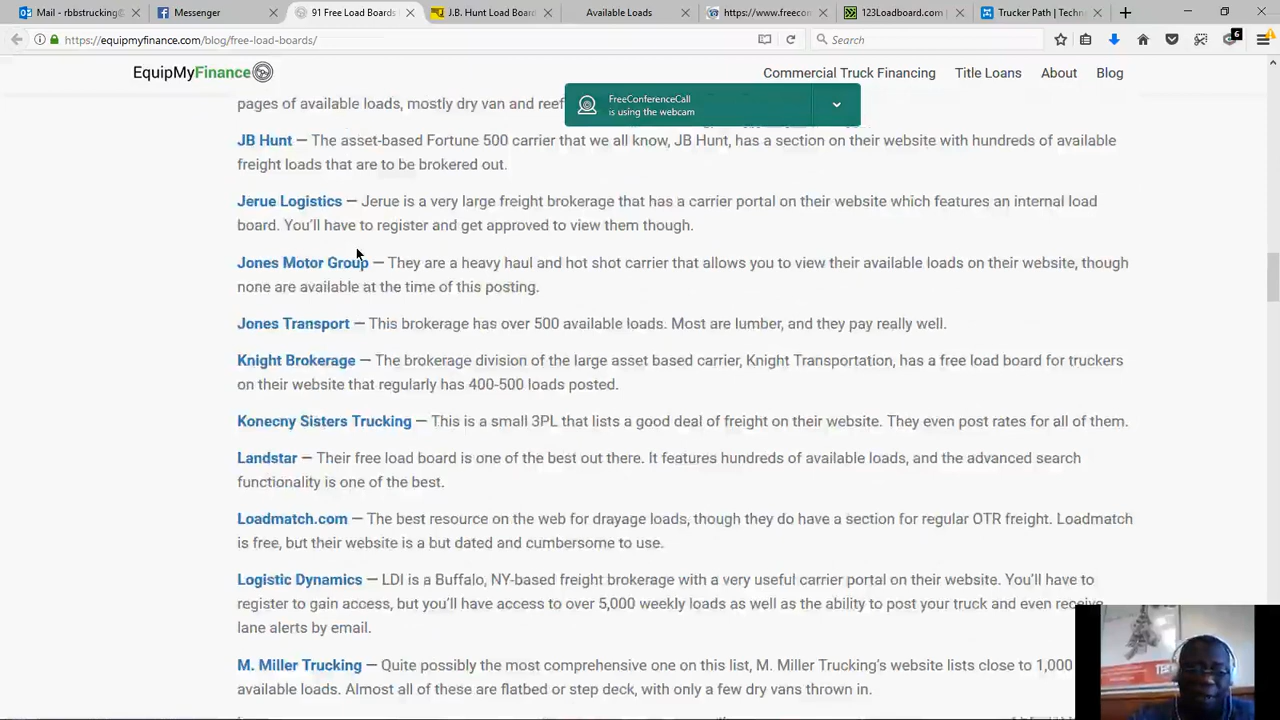 Mail - rbbstrucking@
Messenger
91 Free Load Boards
J.B. Hunt Load Board
Available Loads
https://www.freecon
123Loadboard.com
Trucker Path | Techn
https://equipmyfinance.com/blog/free-load-boards/
Search
6
EquipMyFinance
Commercial Truck Financing
Title Loans
About
Blog
FreeConferenceCall
is using the webcam
pages of available loads, mostly dry van and reef
JB Hunt — The asset-based Fortune 500 carrier that we all know, JB Hunt, has a section on their website with hundreds of available
freight loads that are to be brokered out.
Jerue Logistics — Jerue is a very large freight brokerage that has a carrier portal on their website which features an internal load
board. You'll have to register and get approved to view them though.
Jones Motor Group — They are a heavy haul and hot shot carrier that allows you to view their available loads on their website, though
none are available at the time of this posting.
Jones Transport — This brokerage has over 500 available loads. Most are lumber, and they pay really well.
Knight Brokerage — The brokerage division of the large asset based carrier, Knight Transportation, has a free load board for truckers
on their website that regularly has 400-500 loads posted.
Konecny Sisters Trucking — This is a small 3PL that lists a good deal of freight on their website. They even post rates for all of them.
Landstar — Their free load board is one of the best out there. It features hundreds of available loads, and the advanced search
functionality is one of the best.
Loadmatch.com — The best resource on the web for drayage loads, though they do have a section for regular OTR freight. Loadmatch
is free, but their website is a but dated and cumbersome to use.
Logistic Dynamics — LDI is a Buffalo, NY-based freight brokerage with a very useful carrier portal on their website. You'll have to
register to gain access, but you'll have access to over 5,000 weekly loads as well as the ability to post your truck and even receive
lane alerts by email.
M. Miller Trucking — Quite possibly the most comprehensive one on this list, M. Miller Trucking's website lists close to 1,000
available loads. Almost all of these are flatbed or step deck, with only a few dry vans thrown in.